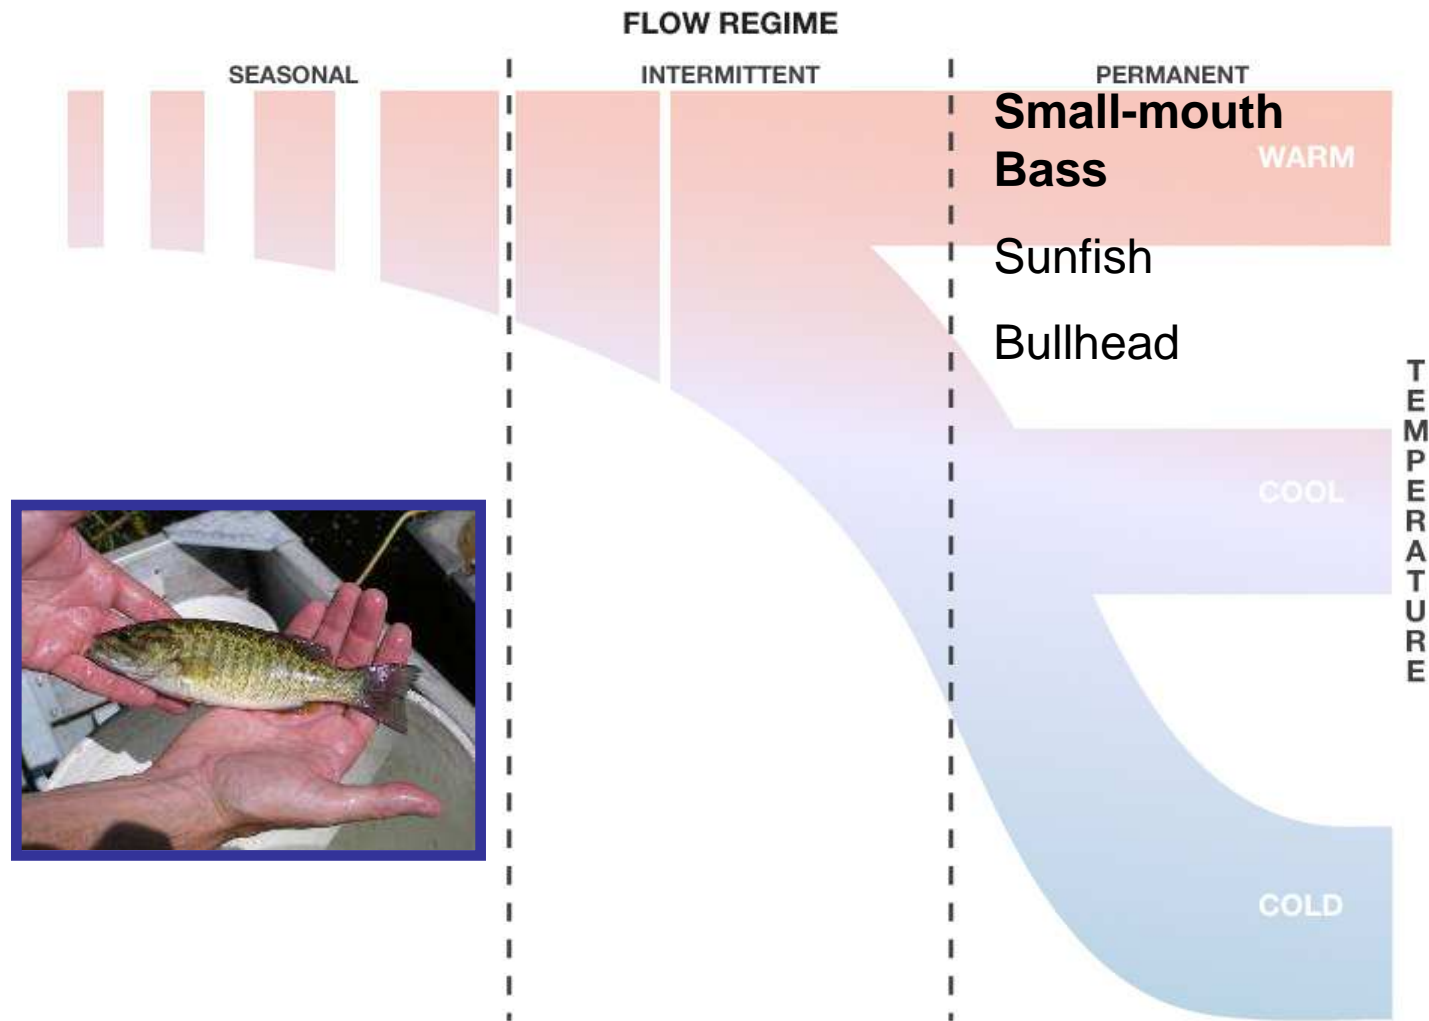 FLOW REGIME
SEASONAL
INTERMITTENT
PERMANENT
Small-mouth
Bass
WARM
Sunfish
Bullhead
TEMPERATURE
COOL
COLD